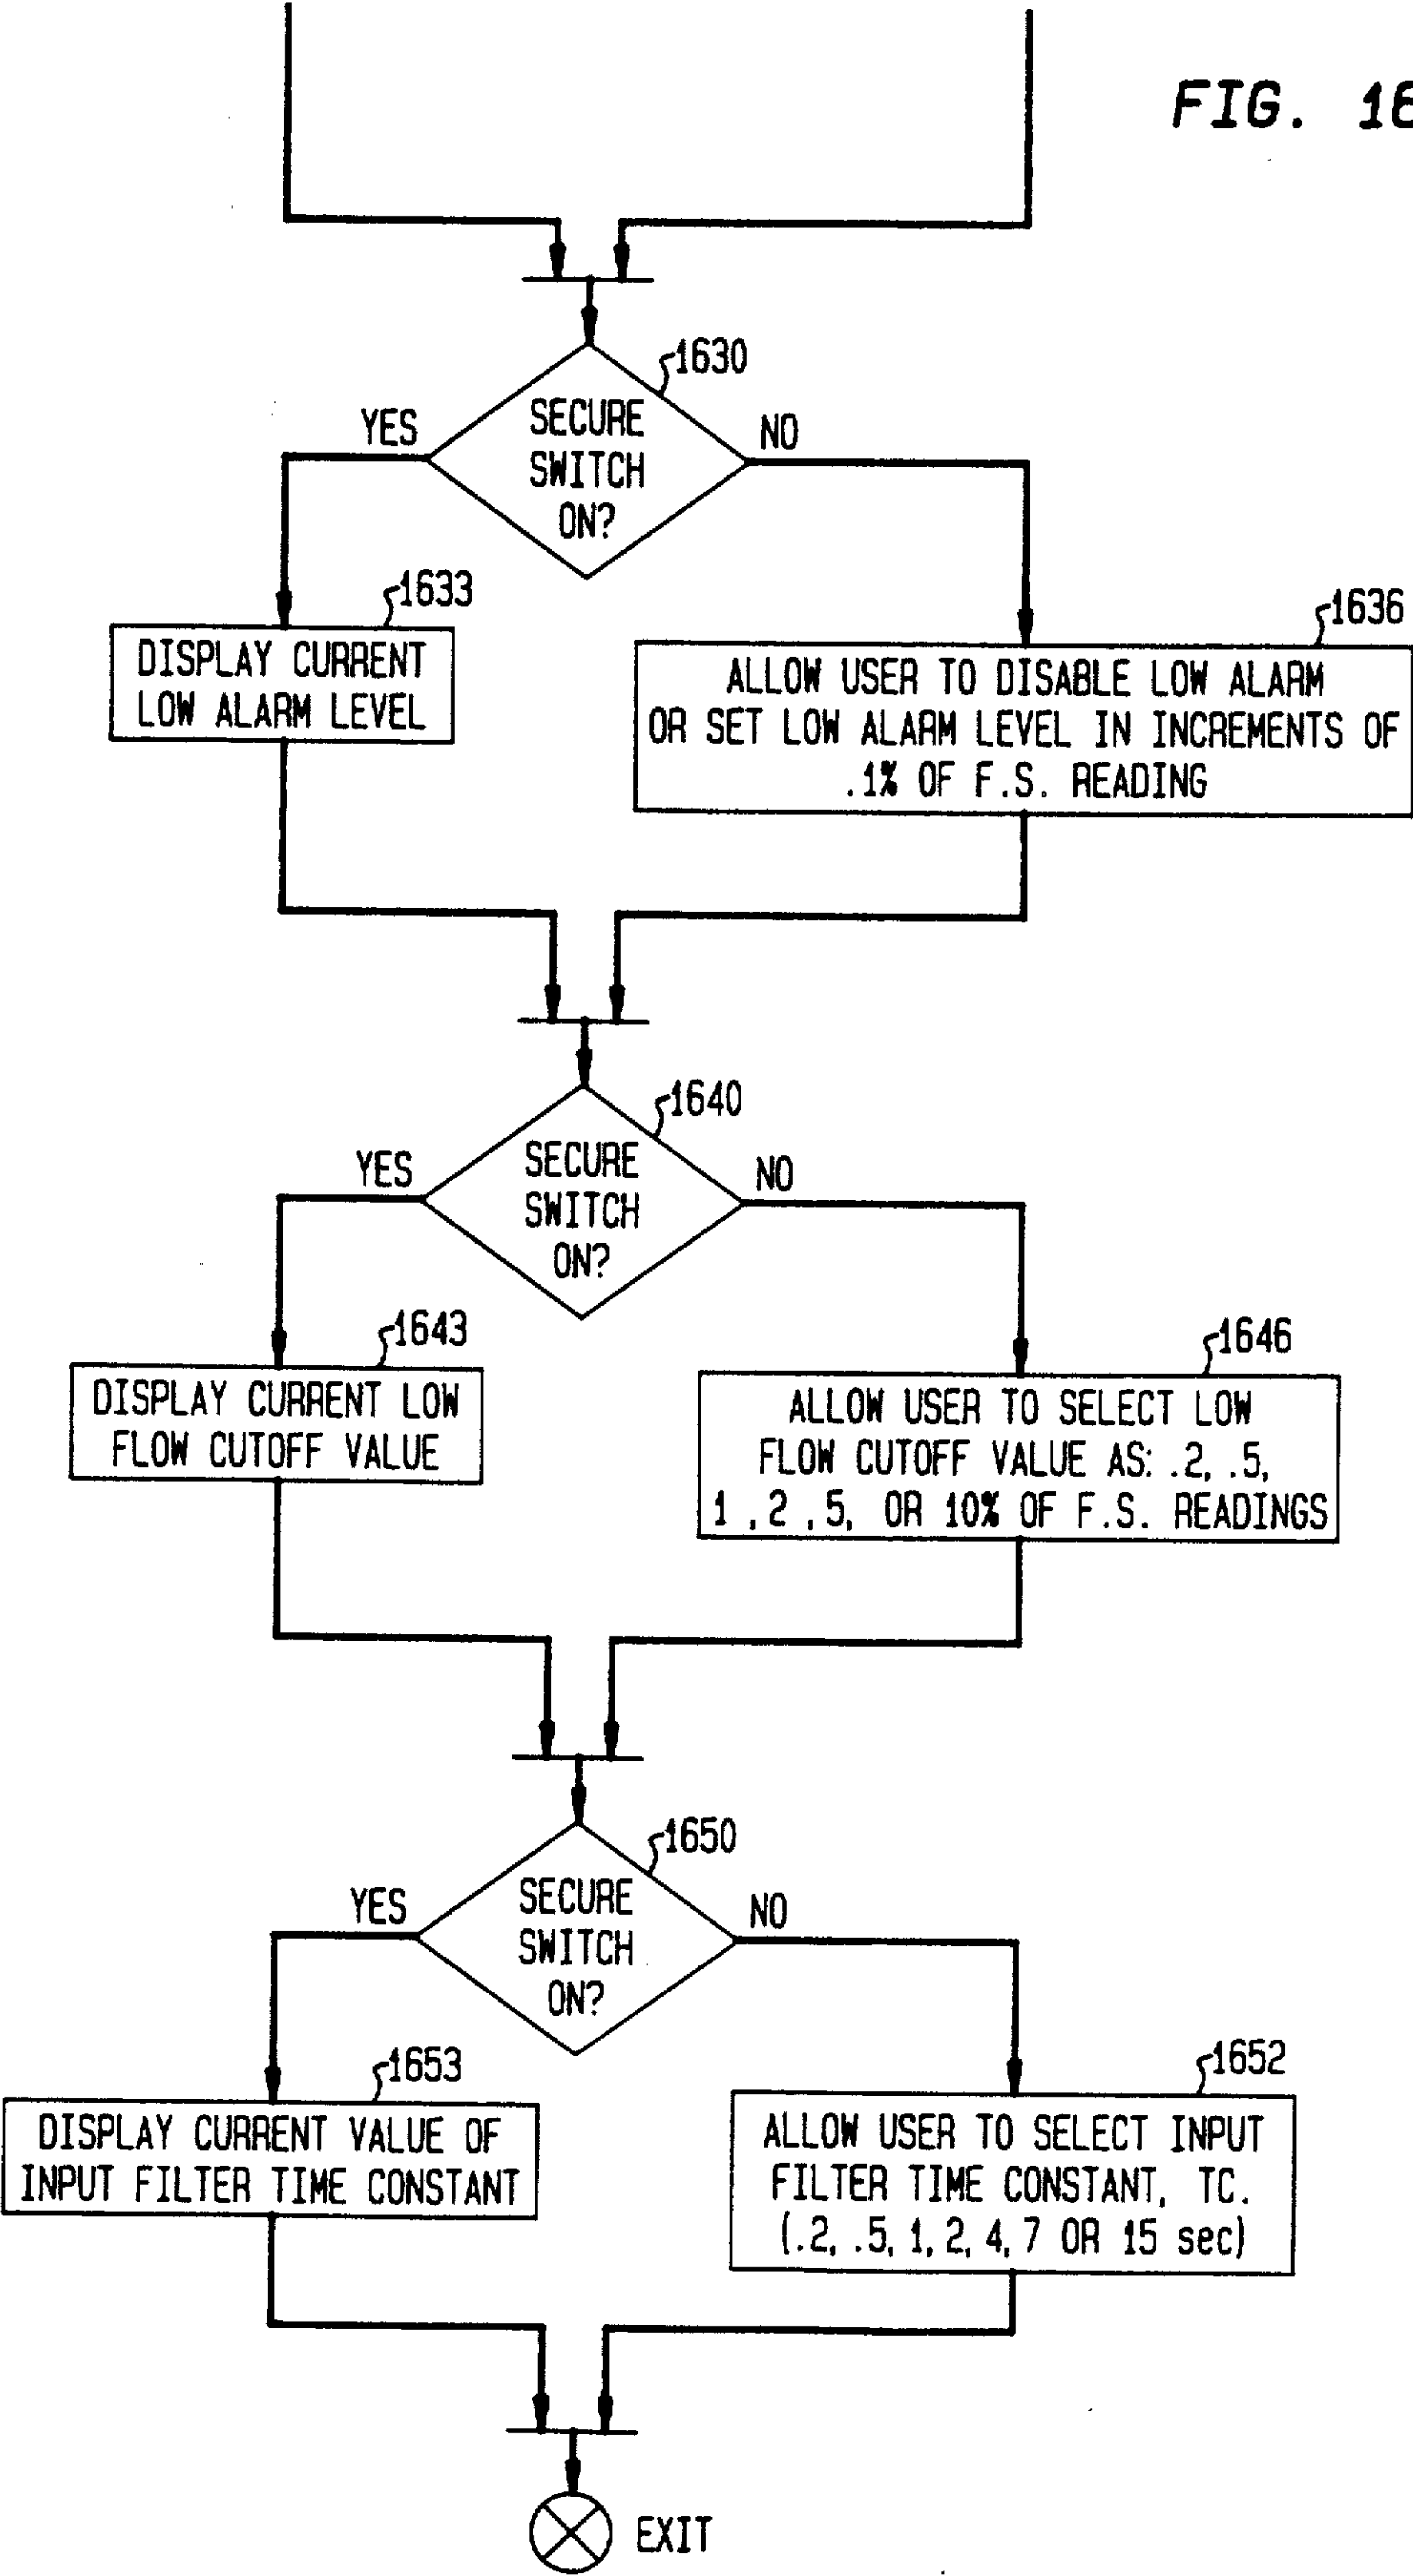 FIG. 16
1630
SECURE
SWITCH
ON?
YES
NO
1633
DISPLAY CURRENT
LOW ALARM LEVEL
1636
ALLOW USER TO DISABLE LOW ALARM
OR SET LOW ALARM LEVEL IN INCREMENTS OF
.1% OF F.S. READING
1640
SECURE
SWITCH
ON?
YES
NO
1643
DISPLAY CURRENT LOW
FLOW CUTOFF VALUE
1646
ALLOW USER TO SELECT LOW
FLOW CUTOFF VALUE AS: .2, .5,
1 , 2 , 5, OR 10% OF F.S. READINGS
1650
SECURE
SWITCH
ON?
YES
NO
1653
DISPLAY CURRENT VALUE OF
INPUT FILTER TIME CONSTANT
1652
ALLOW USER TO SELECT INPUT
FILTER TIME CONSTANT, TC.
(.2, .5, 1, 2, 4, 7 OR 15 sec)
EXIT